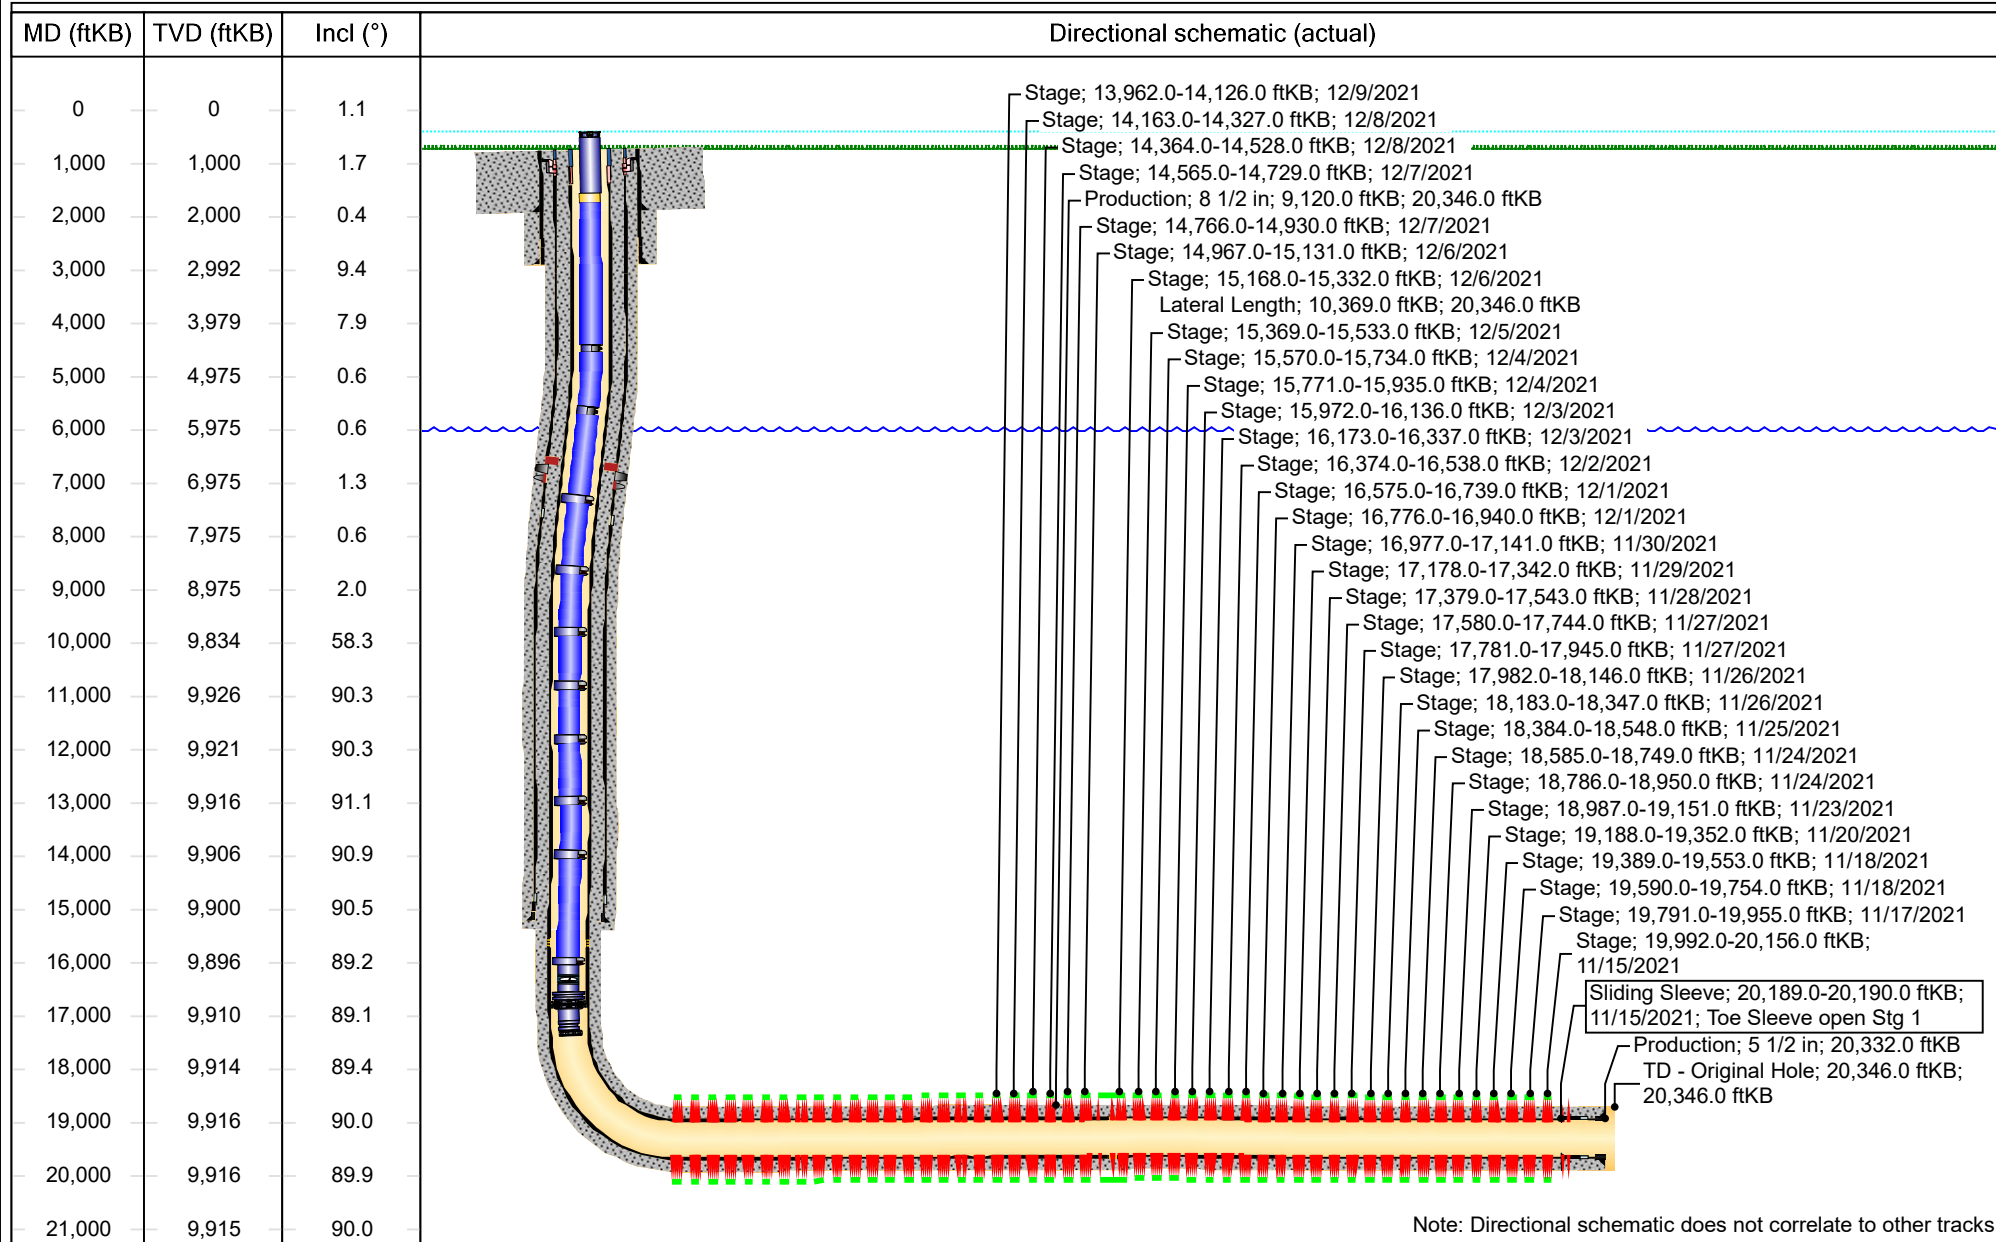 MD (ftKB) TVD (ftKB) Incl (°) Directional schematic (actual)
0 0 1.1
1,000 1,000 1.7
2,000 2,000 0.4
3,000 2,992 9.4
4,000 3,979 7.9
5,000 4,975 0.6
6,000 5,975 0.6
7,000 6,975 1.3
8,000 7,975 0.6
9,000 8,975 2.0
10,000 9,834 58.3
11,000 9,926 90.3
12,000 9,921 90.3
13,000 9,916 91.1
14,000 9,906 90.9
15,000 9,900 90.5
16,000 9,896 89.2
17,000 9,910 89.1
18,000 9,914 89.4
19,000 9,916 90.0
20,000 9,916 89.9
21,000 9,915 90.0
Stage; 13,962.0-14,126.0 ftKB; 12/9/2021
Stage; 14,163.0-14,327.0 ftKB; 12/8/2021
Stage; 14,364.0-14,528.0 ftKB; 12/8/2021
Stage; 14,565.0-14,729.0 ftKB; 12/7/2021
Production; 8 1/2 in; 9,120.0 ftKB; 20,346.0 ftKB
Stage; 14,766.0-14,930.0 ftKB; 12/7/2021
Stage; 14,967.0-15,131.0 ftKB; 12/6/2021
Stage; 15,168.0-15,332.0 ftKB; 12/6/2021
Lateral Length; 10,369.0 ftKB; 20,346.0 ftKB
Stage; 15,369.0-15,533.0 ftKB; 12/5/2021
Stage; 15,570.0-15,734.0 ftKB; 12/4/2021
Stage; 15,771.0-15,935.0 ftKB; 12/4/2021
Stage; 15,972.0-16,136.0 ftKB; 12/3/2021
Stage; 16,173.0-16,337.0 ftKB; 12/3/2021
Stage; 16,374.0-16,538.0 ftKB; 12/2/2021
Stage; 16,575.0-16,739.0 ftKB; 12/1/2021
Stage; 16,776.0-16,940.0 ftKB; 12/1/2021
Stage; 16,977.0-17,141.0 ftKB; 11/30/2021
Stage; 17,178.0-17,342.0 ftKB; 11/29/2021
Stage; 17,379.0-17,543.0 ftKB; 11/28/2021
Stage; 17,580.0-17,744.0 ftKB; 11/27/2021
Stage; 17,781.0-17,945.0 ftKB; 11/27/2021
Stage; 17,982.0-18,146.0 ftKB; 11/26/2021
Stage; 18,183.0-18,347.0 ftKB; 11/26/2021
Stage; 18,384.0-18,548.0 ftKB; 11/25/2021
Stage; 18,585.0-18,749.0 ftKB; 11/24/2021
Stage; 18,786.0-18,950.0 ftKB; 11/24/2021
Stage; 18,987.0-19,151.0 ftKB; 11/23/2021
Stage; 19,188.0-19,352.0 ftKB; 11/20/2021
Stage; 19,389.0-19,553.0 ftKB; 11/18/2021
Stage; 19,590.0-19,754.0 ftKB; 11/18/2021
Stage; 19,791.0-19,955.0 ftKB; 11/17/2021
Stage; 19,992.0-20,156.0 ftKB;
11/15/2021
Sliding Sleeve; 20,189.0-20,190.0 ftKB;
11/15/2021; Toe Sleeve open Stg 1
Production; 5 1/2 in; 20,332.0 ftKB
TD - Original Hole; 20,346.0 ftKB;
20,346.0 ftKB
Note: Directional schematic does not correlate to other tracks